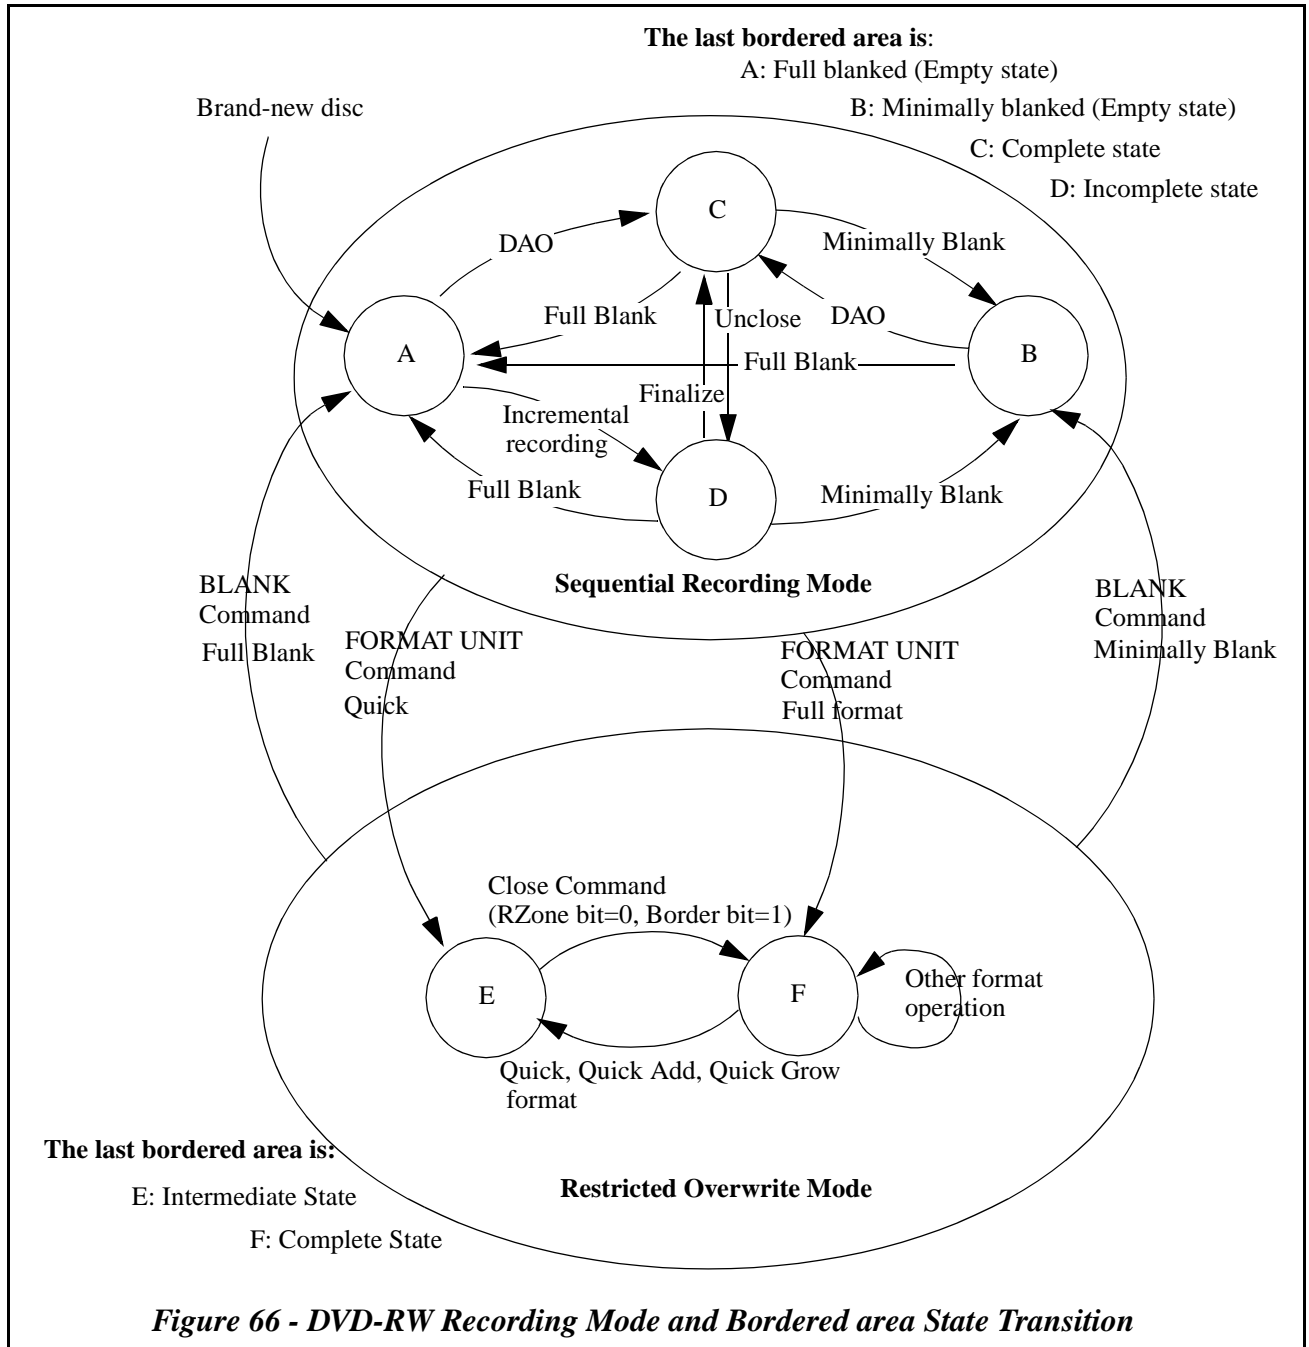 The last bordered area is:
A: Full blanked (Empty state)
Brand-new disc
B: Minimally blanked (Empty state)
C: Complete state
D: Incomplete state
C
DAO
Minimally Blank
Full Blank
Unclose
DAO
A
Full Blank
B
Finalize
Incremental
recording
Full Blank
D
Minimally Blank
Sequential Recording Mode
BLANK
Command
Full Blank
FORMAT UNIT
Command
Quick
FORMAT UNIT
Command
Full format
BLANK
Command
Minimally Blank
Close Command
(RZone bit=0, Border bit=1)
E
F
Other format
operation
Quick, Quick Add, Quick Grow
format
The last bordered area is:
E: Intermediate State
F: Complete State
Restricted Overwrite Mode
Figure 66 - DVD-RW Recording Mode and Bordered area State Transition